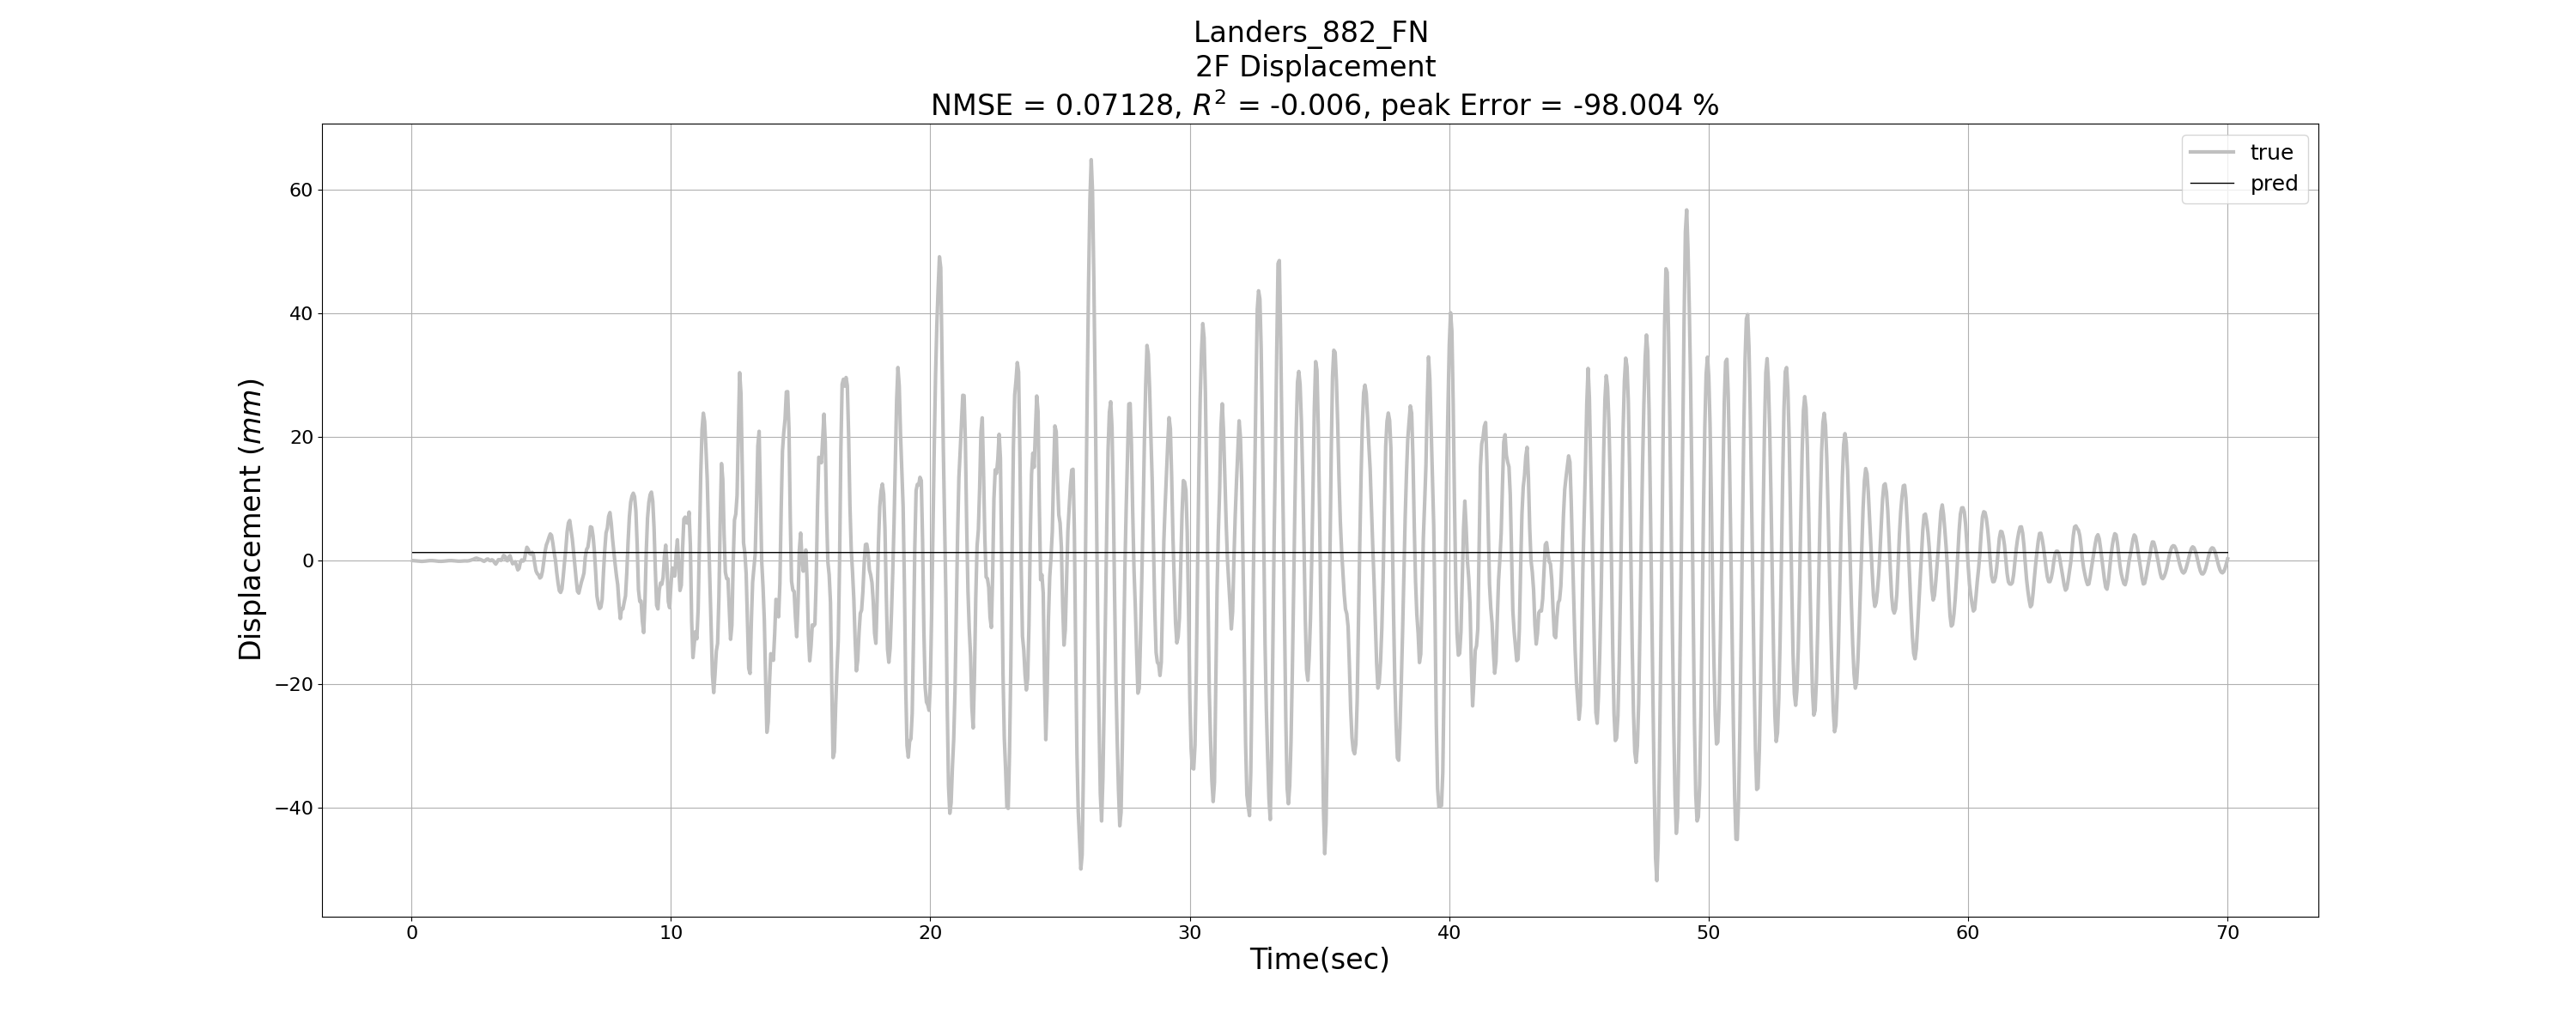 Landers_882_FN
2F Displacement
NMSE = 0.07128, R² = -0.006, peak Error = -98.004 %
true
pred
60
40
20
0
−20
−40
Displacement (mm)
0 10 20 30 40 50 60 70
Time(sec)